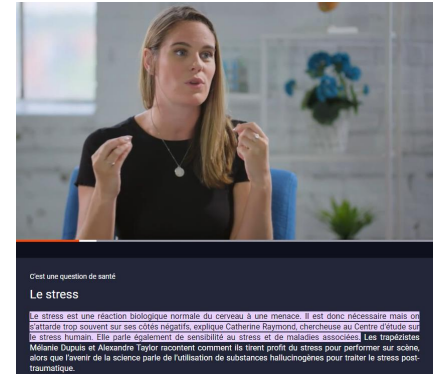 C'est une question de santé
Le stress
Le stress est une réaction biologique normale du cerveau à une menace. Il est donc nécessaire mais on
s'attarde trop souvent sur ses côtés négatifs, explique Catherine Raymond, chercheuse au Centre d'étude sur
le stress humain. Elle parle également de sensibilité au stress et de maladies associées. Les trapézistes
Mélanie Dupuis et Alexandre Taylor racontent comment ils tirent profit du stress pour performer sur scène,
alors que l'avenir de la science parle de l'utilisation de substances hallucinogènes pour traiter le stress post-
traumatique.